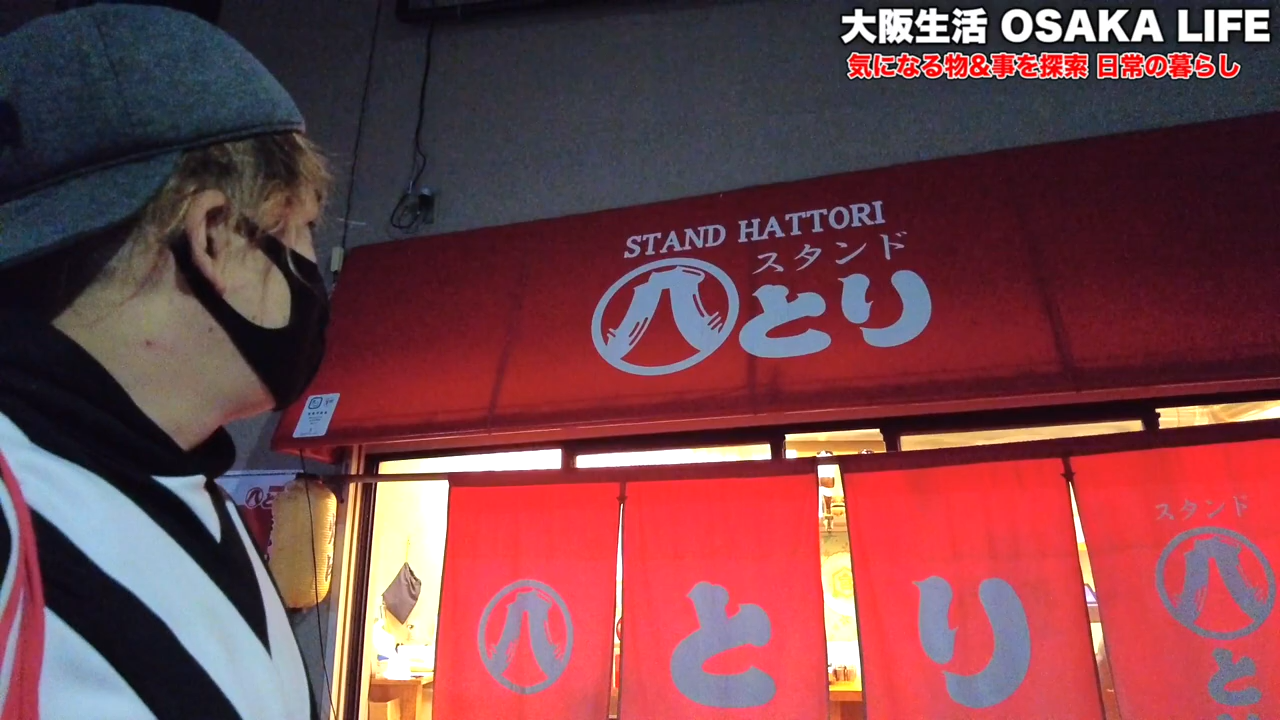 大阪生活 OSAKA LIFE
気になる物&事を探索 日常の暮らし
STAND HATTORI
スタンド
八とり
八と
八とり
スタンド
八と